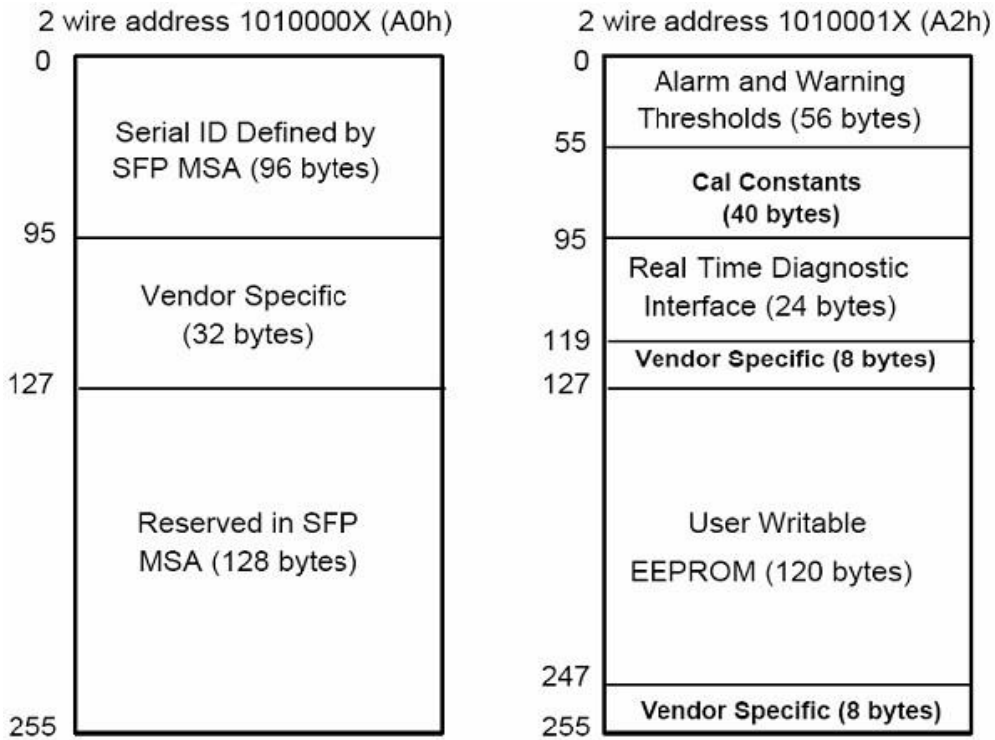 2 wire address 1010000X (A0h)
0
Serial ID Defined by
SFP MSA (96 bytes)
95
Vendor Specific
(32 bytes)
127
Reserved in SFP
MSA (128 bytes)
255
2 wire address 1010001X (A2h)
0
Alarm and Warning
Thresholds (56 bytes)
55
Cal Constants
(40 bytes)
95
Real Time Diagnostic
Interface (24 bytes)
119
Vendor Specific (8 bytes)
127
User Writable
EEPROM (120 bytes)
247
Vendor Specific (8 bytes)
255